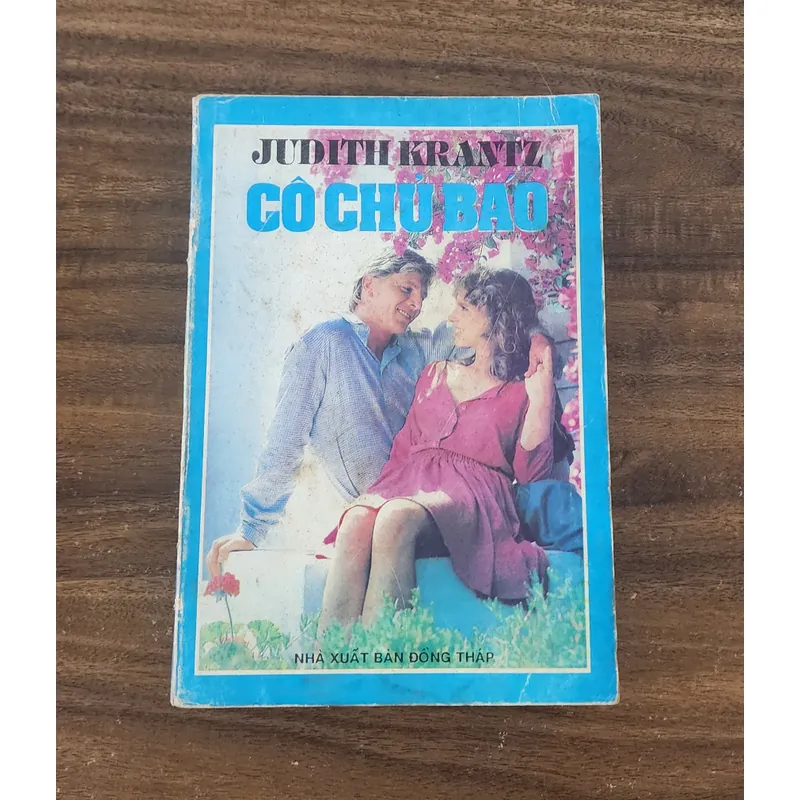 JUDITH KRANTZ
CÔ CHỦ BÁO
NHÀ XUẤT BẢN ĐỒNG THÁP